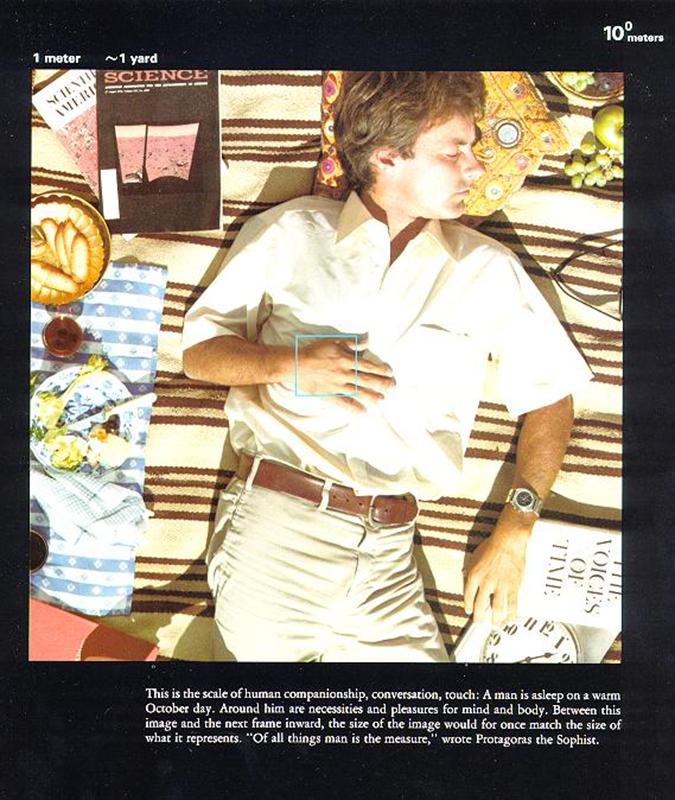 10⁰ meters
1 meter ~1 yard
SCIENTI
AMERI
SCIENCE
THE
VOICES
OF
TIME
This is the scale of human companionship, conversation, touch: A man is asleep on a warm
October day. Around him are necessities and pleasures for mind and body. Between this
image and the next frame inward, the size of the image would for once match the size of
what it represents. "Of all things man is the measure," wrote Protagoras the Sophist.